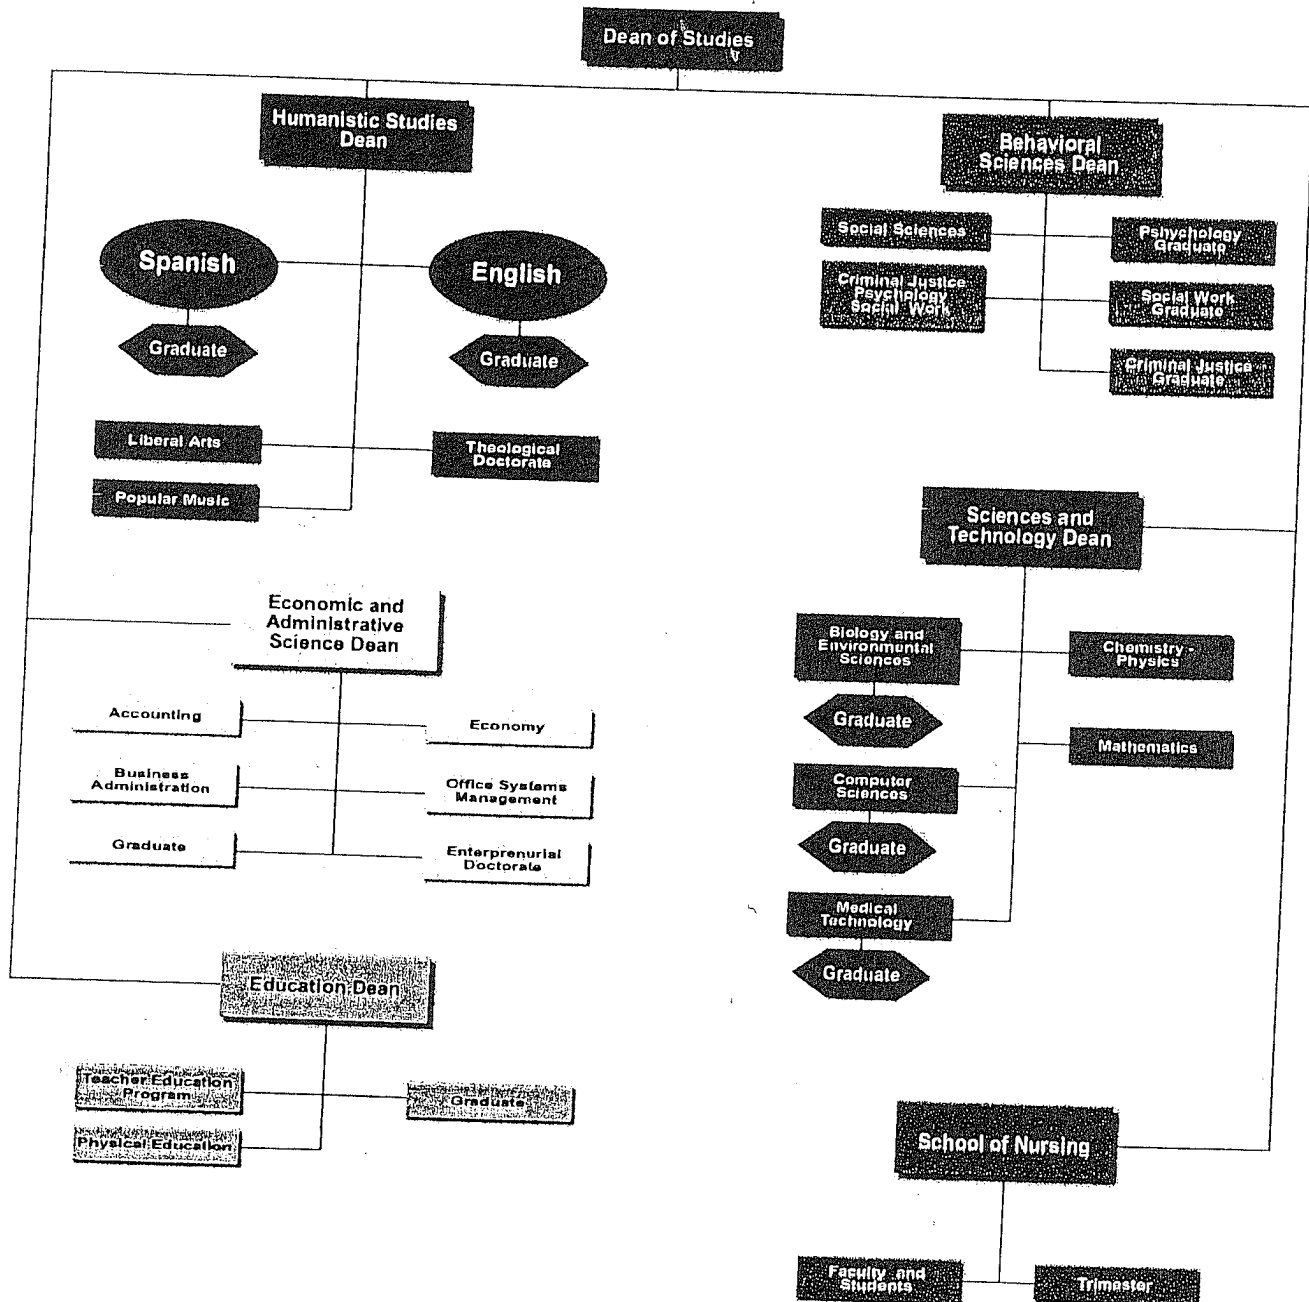 Dean of Studies
Humanistic Studies
Dean
Spanish
English
Graduate
Graduate
Liberal Arts
Theological
Doctorate
Popular Music
Behavioral
Sciences Dean
Social Sciences
Pshychology
Graduate
Criminal Justice
Psychology
Social Work
Social Work
Graduate
Criminal Justice
Graduate
Economic and
Administrative
Science Dean
Accounting
Economy
Business
Administration
Office Systems
Management
Graduate
Enterprenurial
Doctorate
Sciences and
Technology Dean
Biology and
Environmental
Sciences
Chemistry -
Physics
Graduate
Mathematics
Computer
Sciences
Graduate
Medical
Technology
Graduate
Education Dean
Teacher Education
Program
Graduate
Physical Education
School of Nursing
Faculty and
Students
Trimester